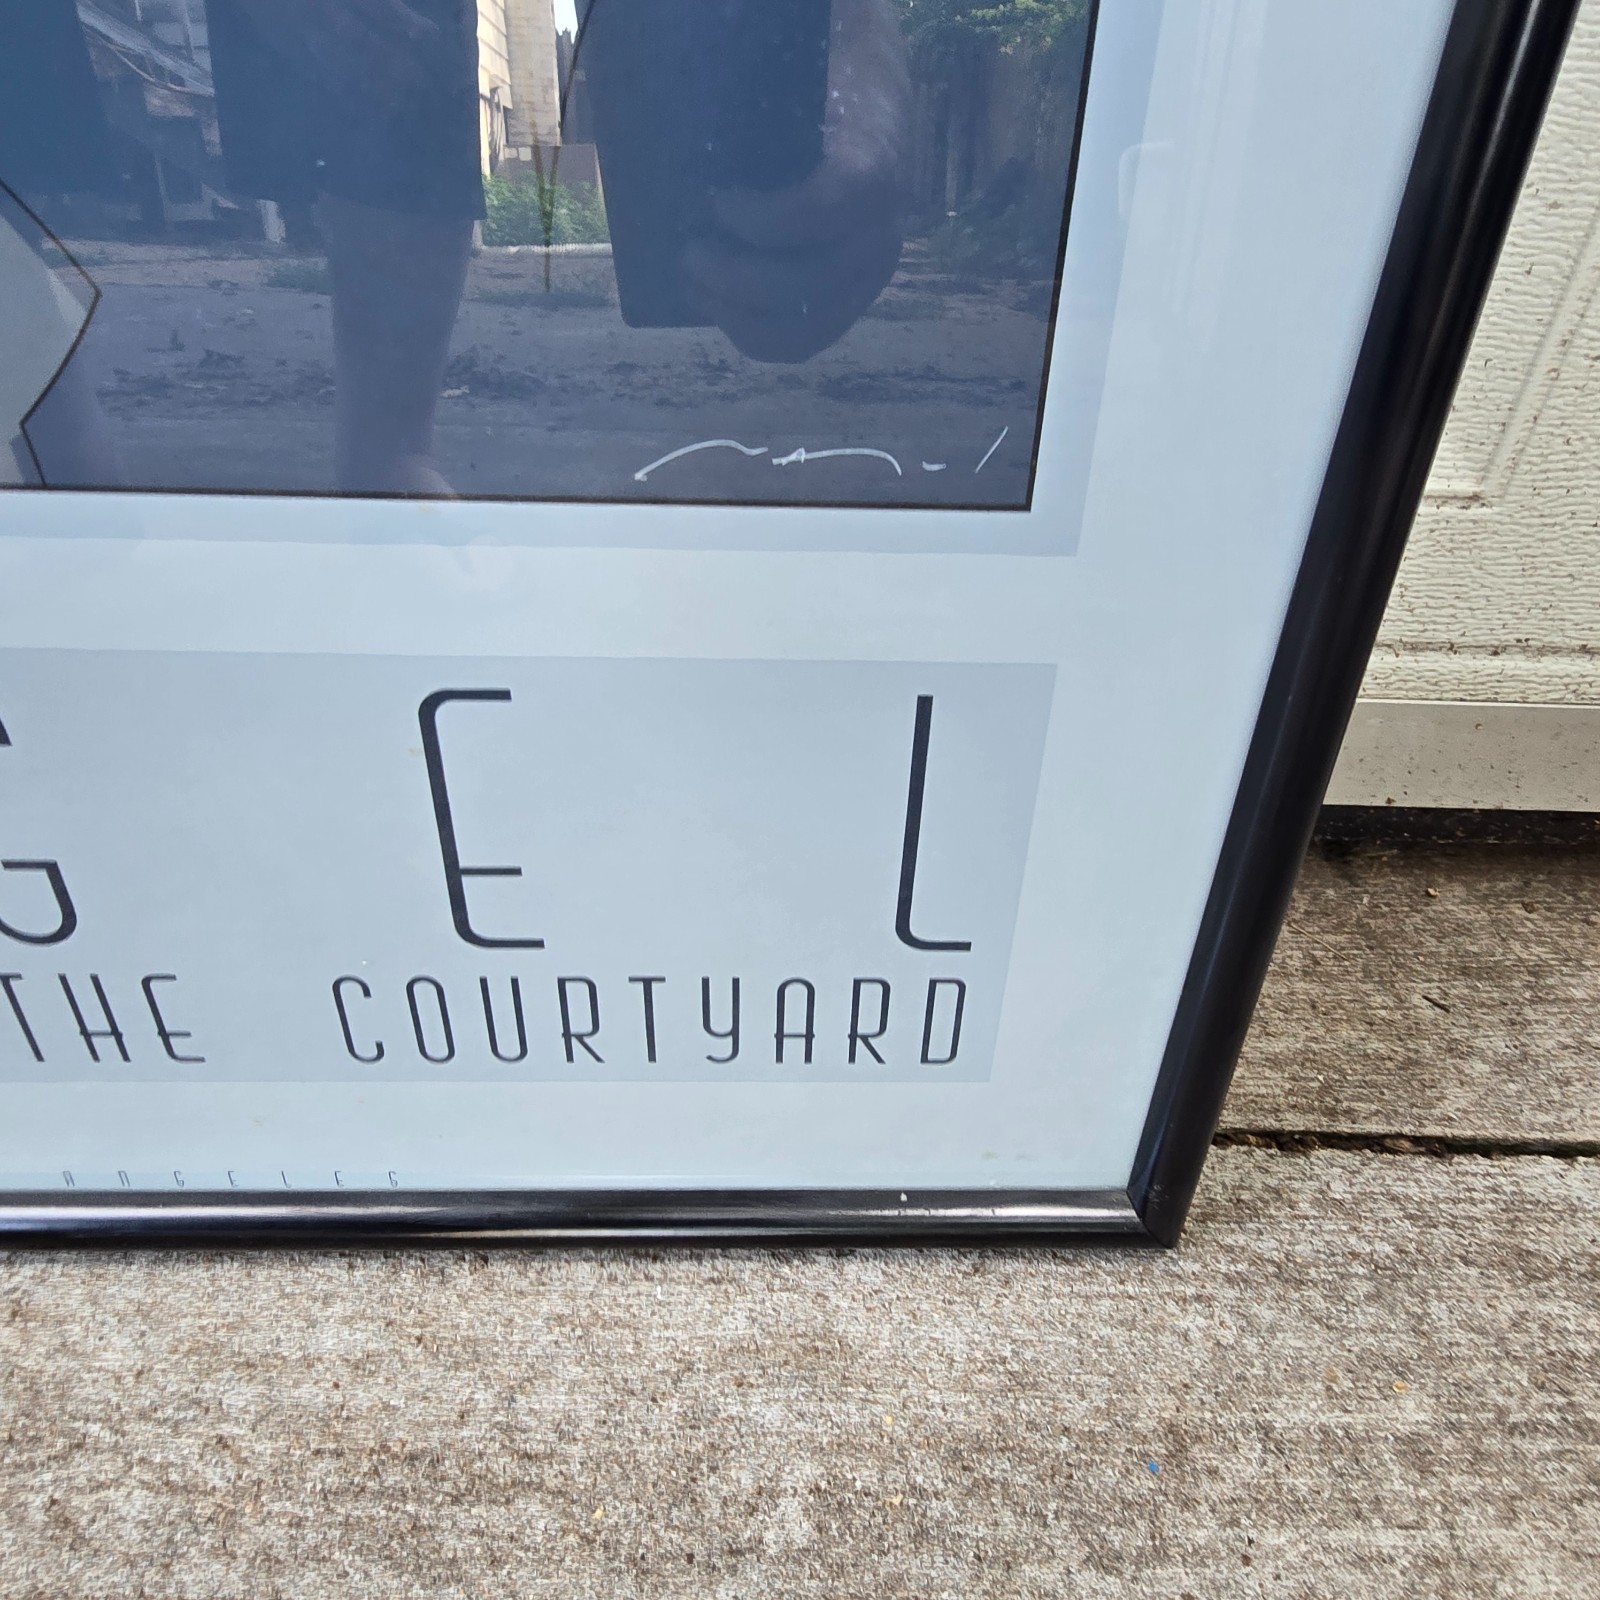 G E L
THE COURTYARD
A N G E L E S